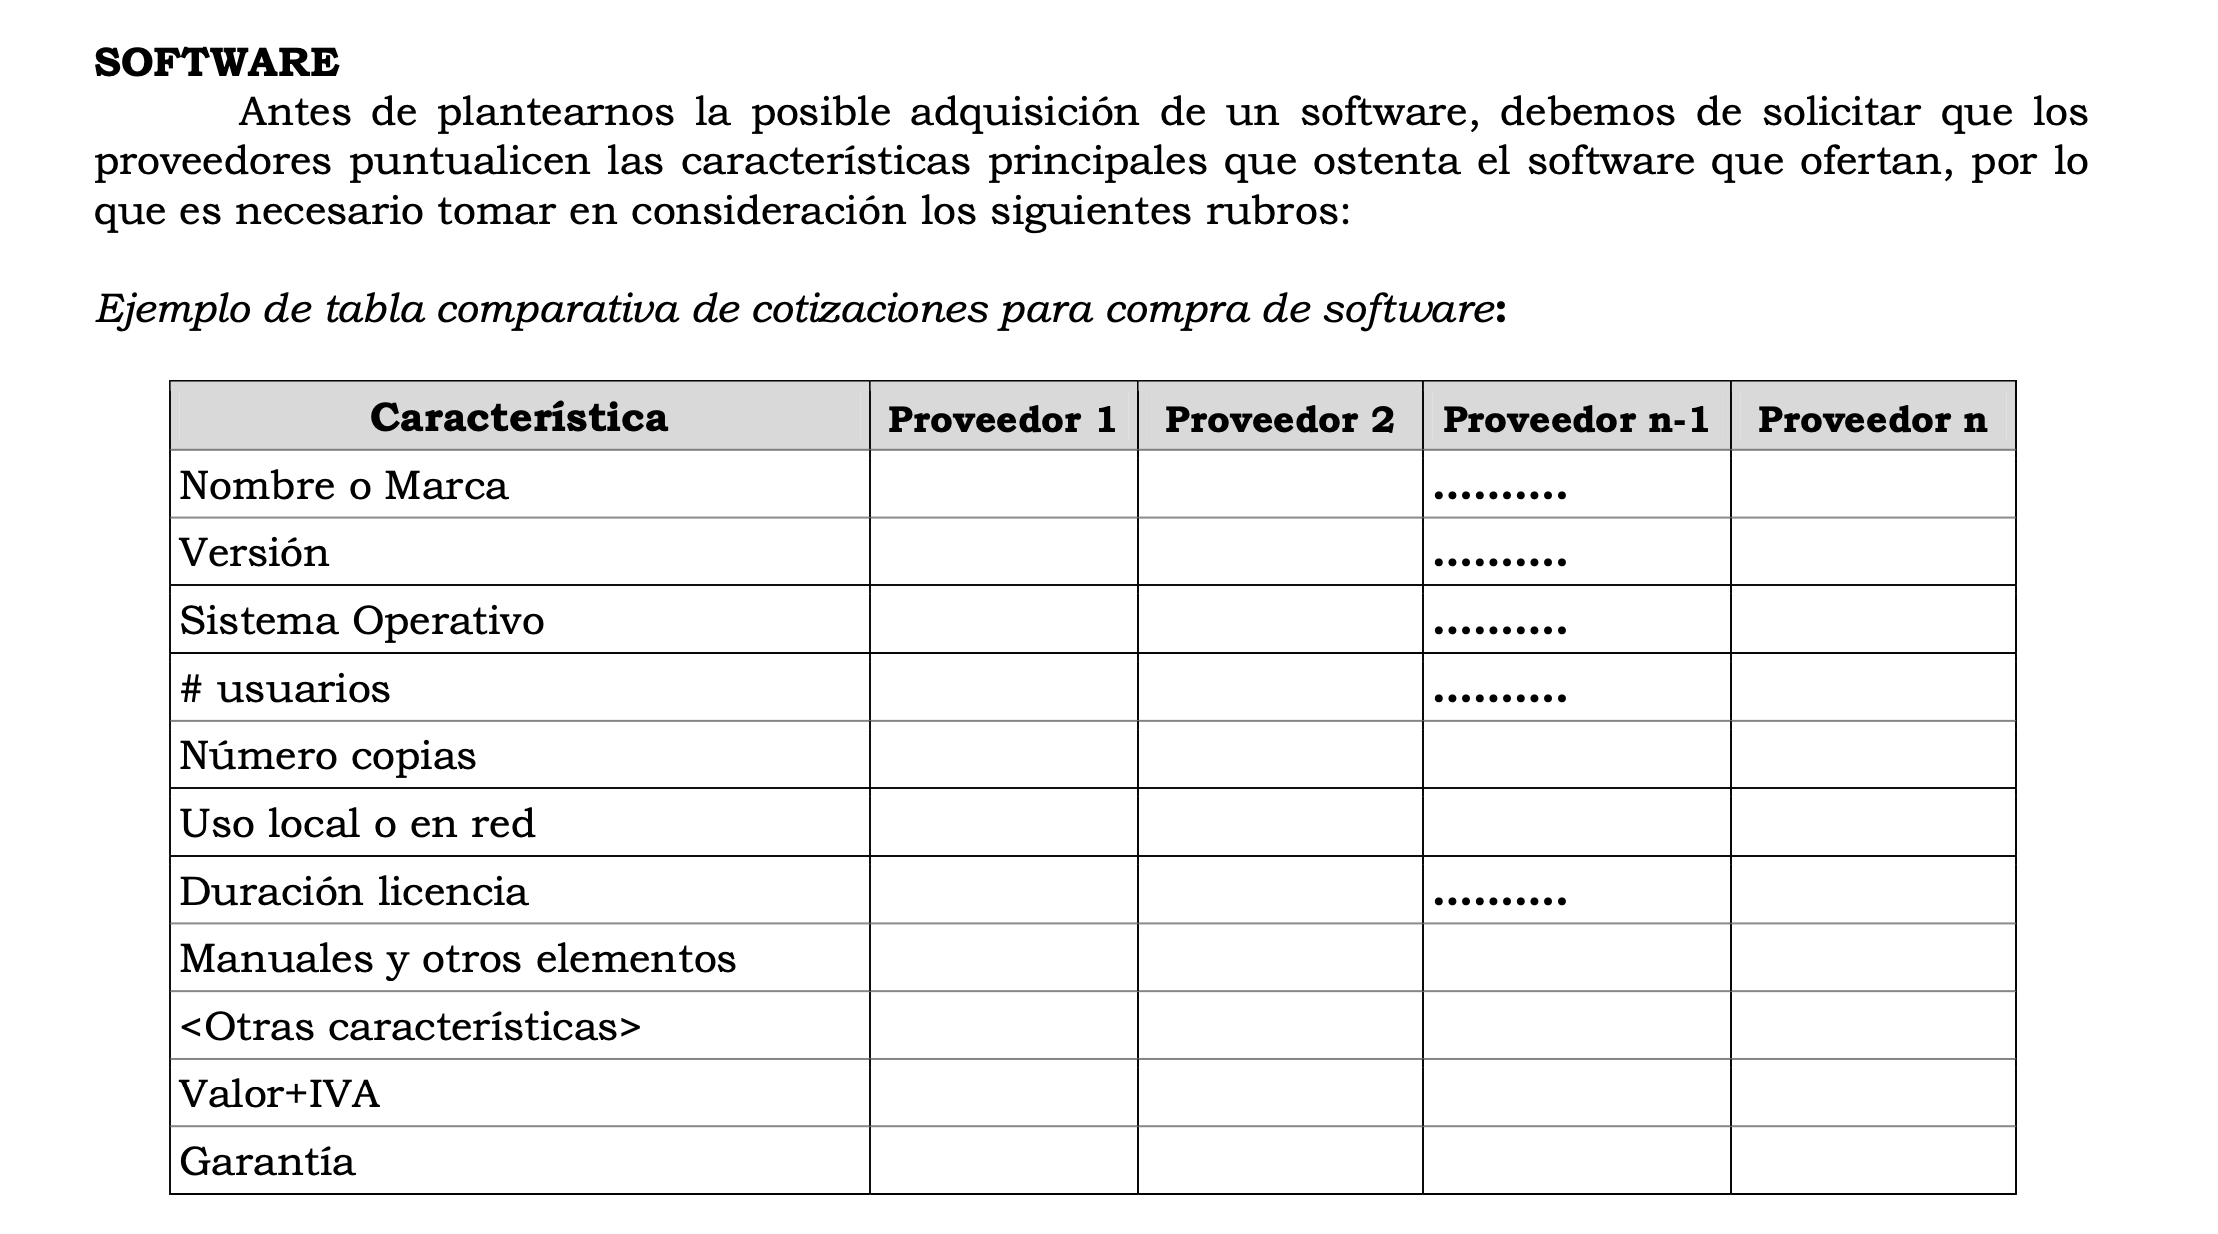 SOFTWARE
Antes de plantearnos la posible adquisición de un software, debemos de solicitar que los
proveedores puntualicen las características principales que ostenta el software que ofertan, por lo
que es necesario tomar en consideración los siguientes rubros:
Ejemplo de tabla comparativa de cotizaciones para compra de software:
Característica Proveedor 1 Proveedor 2 Proveedor n-1 Proveedor n
Nombre o Marca ..........
Versión ..........
Sistema Operativo ..........
# usuarios ..........
Número copias
Uso local o en red
Duración licencia ..........
Manuales y otros elementos
<Otras características>
Valor+IVA
Garantía